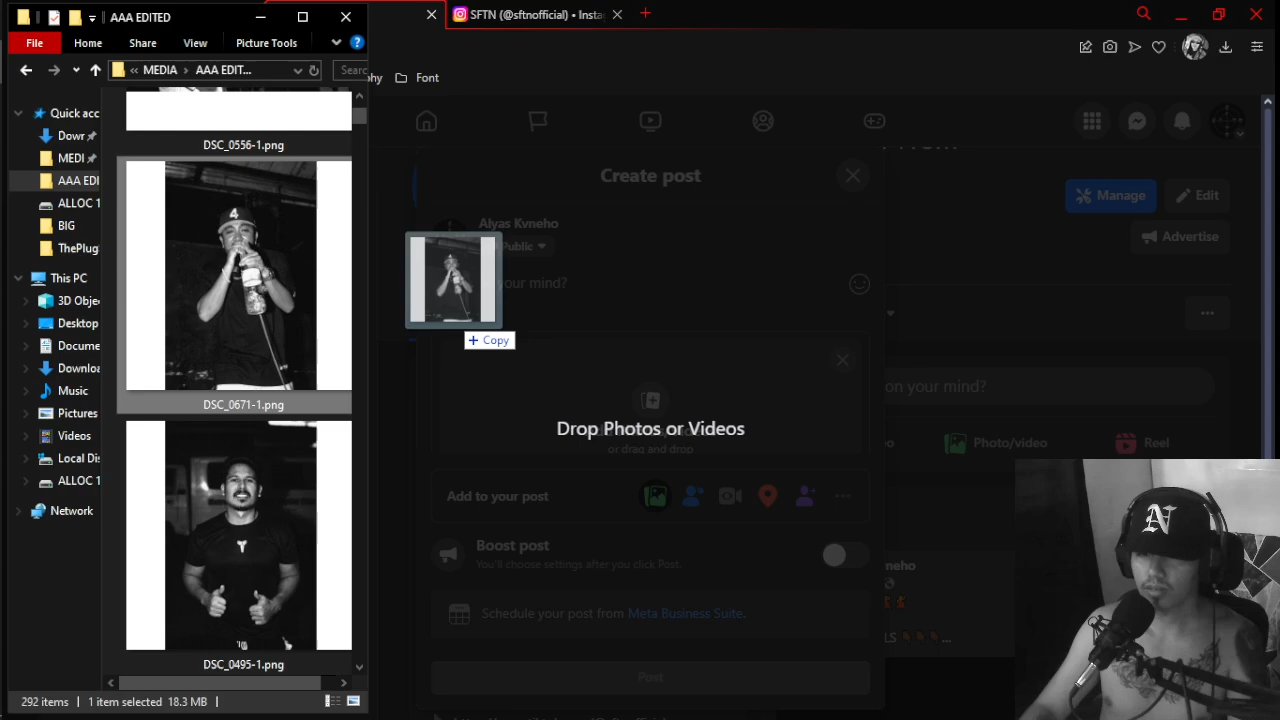 AAA EDITED
SFTN (@sftnofficial) • Insta
File
Home
Share
View
Picture Tools
MEDIA
AAA EDIT...
Searc
hy
Font
Quick acc
Dowr
MEDI
AAA EDI
ALLOC 1
BIG
ThePlug
This PC
3D Obje
Desktop
Docume
Downloa
Music
Pictures
Videos
Local Dis
ALLOC 1
Network
DSC_0556-1.png
4
DSC_0671-1.png
DSC_0495-1.png
292 items
1 item selected 18.3 MB
Create post
Alyas Kvneho
Public
your mind?
Copy
Drop Photos or Videos
or drag and drop
Add to your post
Boost post
You'll choose settings after you click Post.
Schedule your post from Meta Business Suite.
Post
Manage
Edit
Advertise
on your mind?
Photo/video
Reel
neho
LS
N